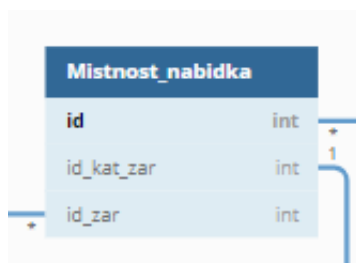 Mistnost_nabidka
id int
*
1
id_kat_zar int
id_zar int
*